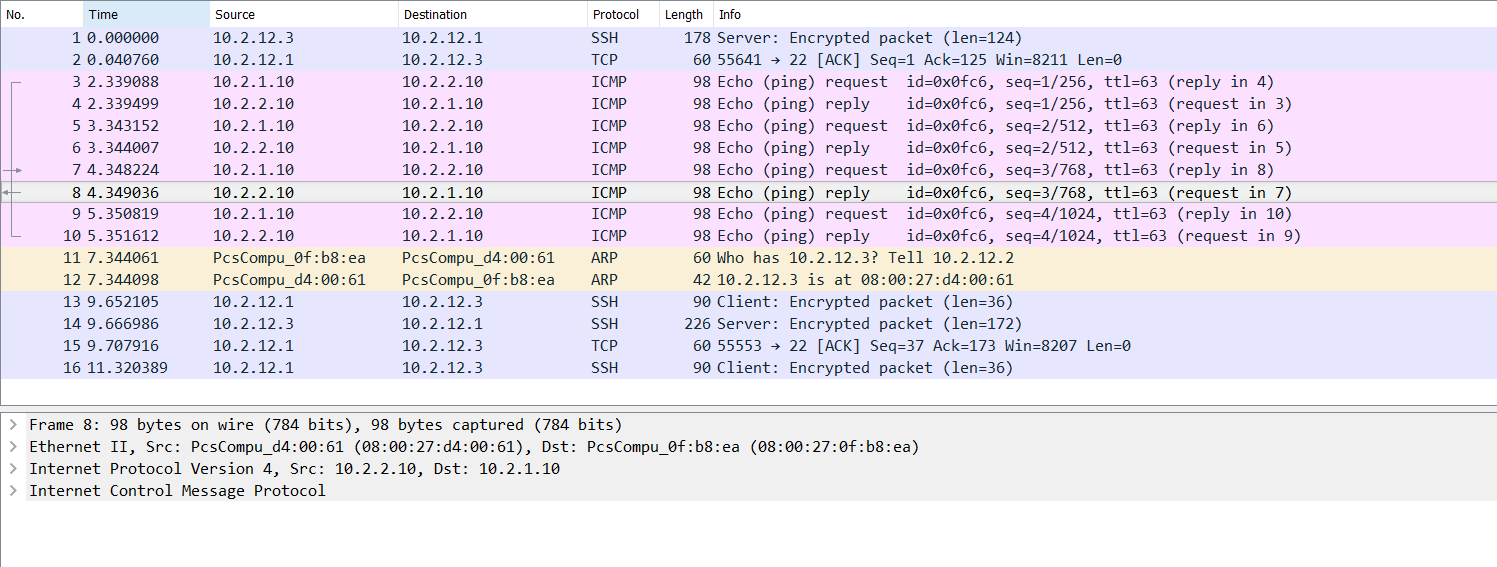 No. Time Source Destination Protocol Length Info
1 0.000000 10.2.12.3 10.2.12.1 SSH 178 Server: Encrypted packet (len=124)
2 0.040760 10.2.12.1 10.2.12.3 TCP 60 55641 → 22 [ACK] Seq=1 Ack=125 Win=8211 Len=0
3 2.339088 10.2.1.10 10.2.2.10 ICMP 98 Echo (ping) request id=0x0fc6, seq=1/256, ttl=63 (reply in 4)
4 2.339499 10.2.2.10 10.2.1.10 ICMP 98 Echo (ping) reply id=0x0fc6, seq=1/256, ttl=63 (request in 3)
5 3.343152 10.2.1.10 10.2.2.10 ICMP 98 Echo (ping) request id=0x0fc6, seq=2/512, ttl=63 (reply in 6)
6 3.344007 10.2.2.10 10.2.1.10 ICMP 98 Echo (ping) reply id=0x0fc6, seq=2/512, ttl=63 (request in 5)
7 4.348224 10.2.1.10 10.2.2.10 ICMP 98 Echo (ping) request id=0x0fc6, seq=3/768, ttl=63 (reply in 8)
8 4.349036 10.2.2.10 10.2.1.10 ICMP 98 Echo (ping) reply id=0x0fc6, seq=3/768, ttl=63 (request in 7)
9 5.350819 10.2.1.10 10.2.2.10 ICMP 98 Echo (ping) request id=0x0fc6, seq=4/1024, ttl=63 (reply in 10)
10 5.351612 10.2.2.10 10.2.1.10 ICMP 98 Echo (ping) reply id=0x0fc6, seq=4/1024, ttl=63 (request in 9)
11 7.344061 PcsCompu_0f:b8:ea PcsCompu_d4:00:61 ARP 60 Who has 10.2.12.3? Tell 10.2.12.2
12 7.344098 PcsCompu_d4:00:61 PcsCompu_0f:b8:ea ARP 42 10.2.12.3 is at 08:00:27:d4:00:61
13 9.652105 10.2.12.1 10.2.12.3 SSH 90 Client: Encrypted packet (len=36)
14 9.666986 10.2.12.3 10.2.12.1 SSH 226 Server: Encrypted packet (len=172)
15 9.707916 10.2.12.1 10.2.12.3 TCP 60 55553 → 22 [ACK] Seq=37 Ack=173 Win=8207 Len=0
16 11.320389 10.2.12.1 10.2.12.3 SSH 90 Client: Encrypted packet (len=36)
Frame 8: 98 bytes on wire (784 bits), 98 bytes captured (784 bits)
Ethernet II, Src: PcsCompu_d4:00:61 (08:00:27:d4:00:61), Dst: PcsCompu_0f:b8:ea (08:00:27:0f:b8:ea)
Internet Protocol Version 4, Src: 10.2.2.10, Dst: 10.2.1.10
Internet Control Message Protocol